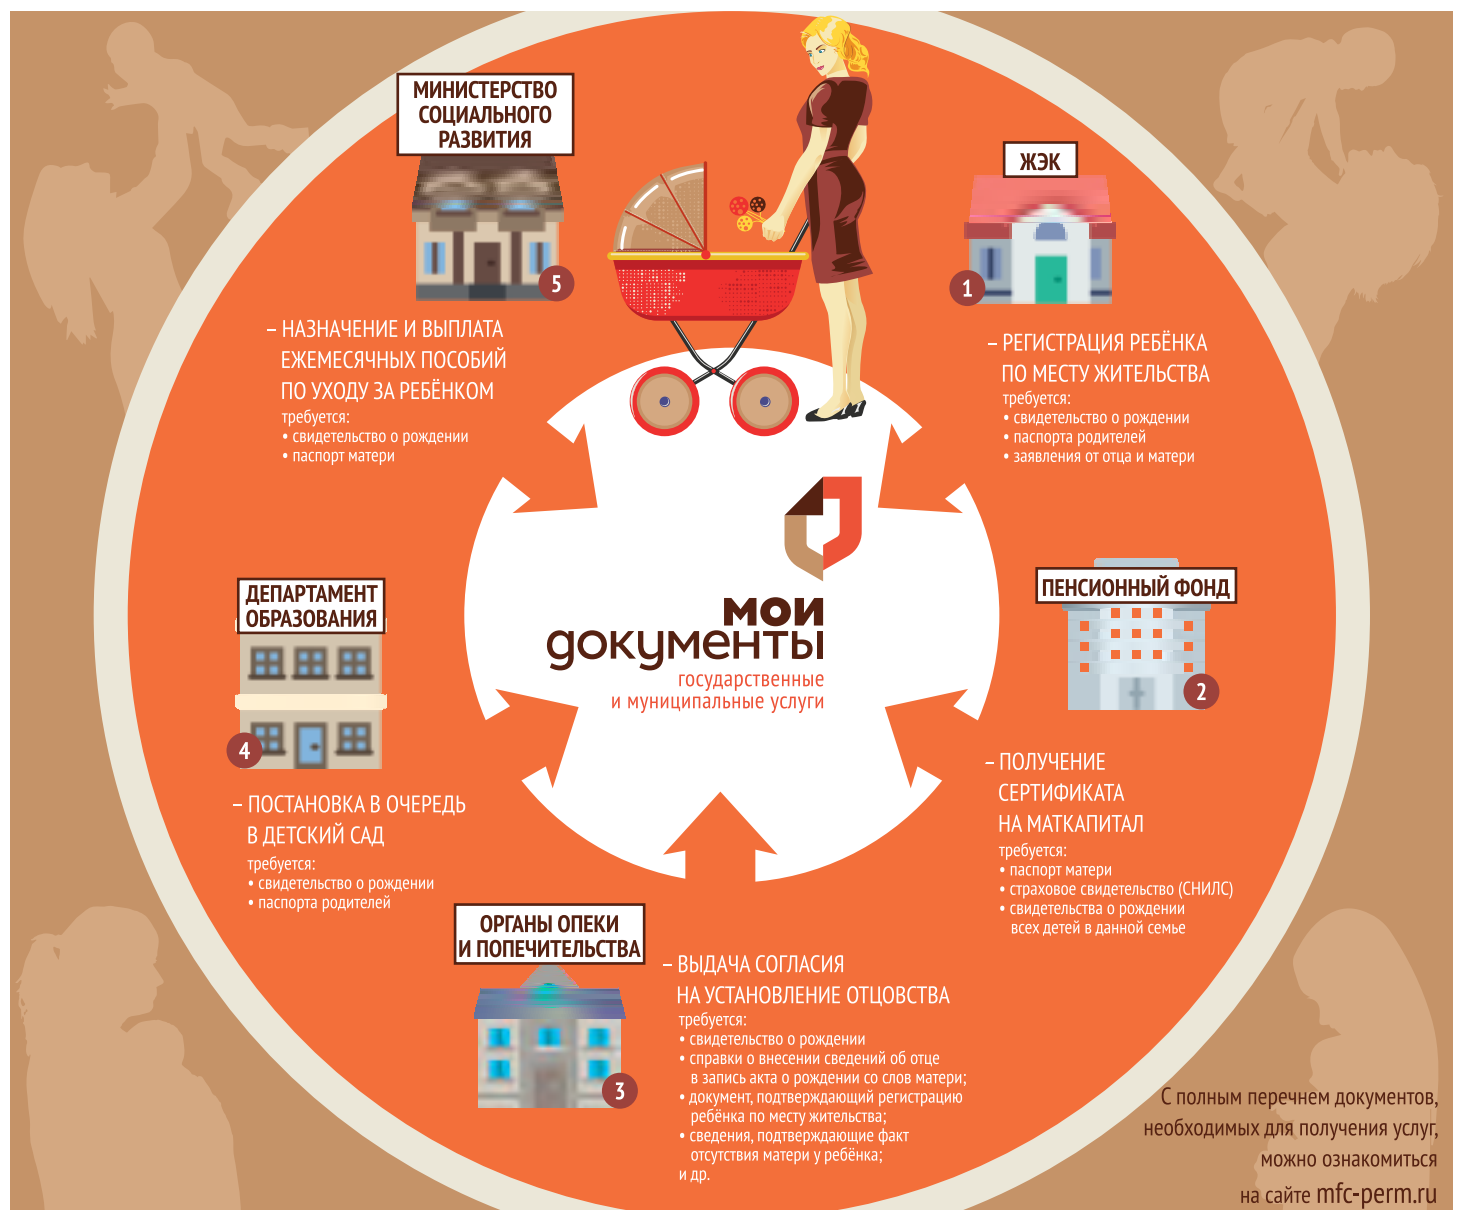 МИНИСТЕРСТВО
СОЦИАЛЬНОГО
РАЗВИТИЯ
5
– НАЗНАЧЕНИЕ И ВЫПЛАТА
ЕЖЕМЕСЯЧНЫХ ПОСОБИЙ
ПО УХОДУ ЗА РЕБЁНКОМ
требуется:
• свидетельство о рождении
• паспорт матери
ЖЭК
1
– РЕГИСТРАЦИЯ РЕБЁНКА
ПО МЕСТУ ЖИТЕЛЬСТВА
требуется:
• свидетельство о рождении
• паспорта родителей
• заявления от отца и матери
мои
документы
государственные
и муниципальные услуги
ПЕНСИОННЫЙ ФОНД
2
– ПОЛУЧЕНИЕ
СЕРТИФИКАТА
НА МАТКАПИТАЛ
требуется:
• паспорт матери
• страховое свидетельство (СНИЛС)
• свидетельства о рождении
всех детей в данной семье
ДЕПАРТАМЕНТ
ОБРАЗОВАНИЯ
4
– ПОСТАНОВКА В ОЧЕРЕДЬ
В ДЕТСКИЙ САД
требуется:
• свидетельство о рождении
• паспорта родителей
ОРГАНЫ ОПЕКИ
И ПОПЕЧИТЕЛЬСТВА
3
– ВЫДАЧА СОГЛАСИЯ
НА УСТАНОВЛЕНИЕ ОТЦОВСТВА
требуется:
• свидетельство о рождении
• справки о внесении сведений об отце
в запись акта о рождении со слов матери;
• документ, подтверждающий регистрацию
ребёнка по месту жительства;
• сведения, подтверждающие факт
отсутствия матери у ребёнка;
и др.
С полным перечнем документов,
необходимых для получения услуг,
можно ознакомиться
на сайте mfc-perm.ru